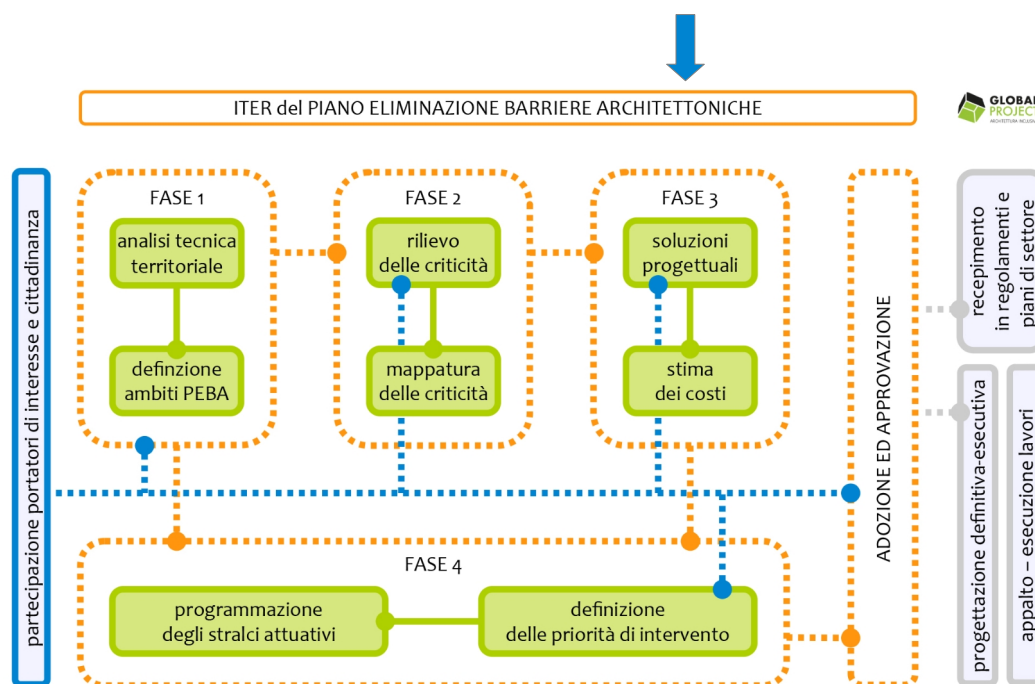 ITER del PIANO ELIMINAZIONE BARRIERE ARCHITETTONICHE
GLOBAL
PROJECT
partecipazione portatori di interesse e cittadinanza
FASE 1
analisi tecnica
territoriale
definzione
ambiti PEBA
FASE 2
rilievo
delle criticità
mappatura
delle criticità
FASE 3
soluzioni
progettuali
stima
dei costi
FASE 4
programmazione
degli stralci attuativi
definizione
delle priorità di intervento
ADOZIONE ED APPROVAZIONE
recepimento
in regolamenti e
piani di settore
progettazione definitiva-esecutiva
appalto – esecuzione lavori